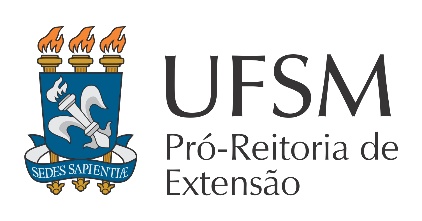 UFSM
Pró-Reitoria de
Extensão
SEDES SAPIENTIÆ